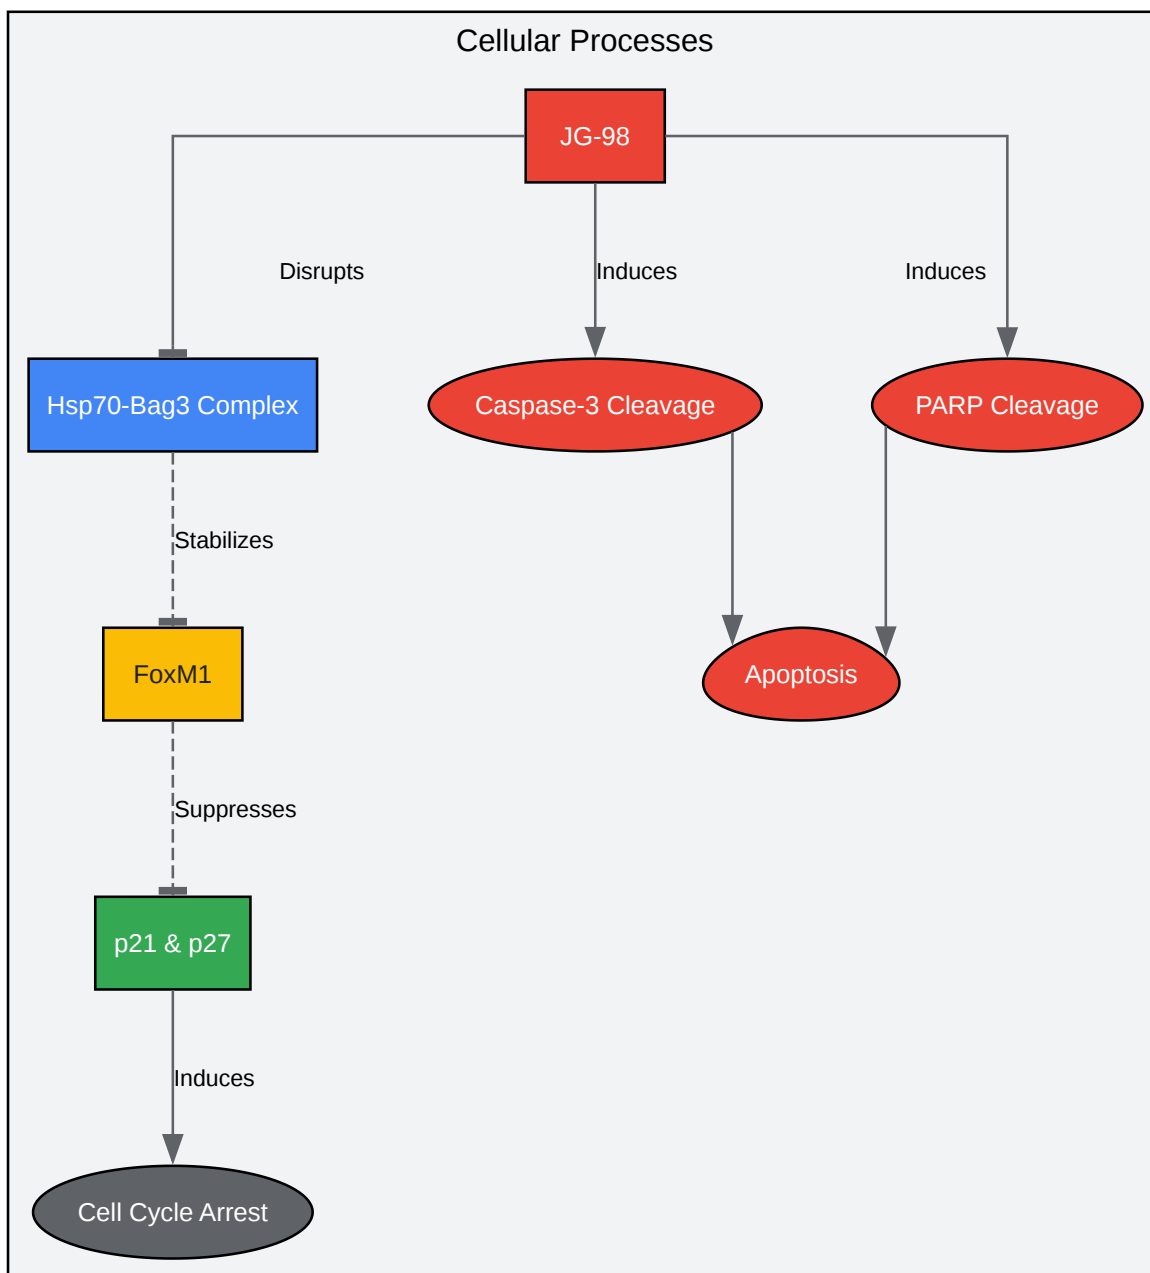 Cellular Processes
JG-98
Disrupts
Induces
Induces
Hsp70-Bag3 Complex
Caspase-3 Cleavage
PARP Cleavage
Stabilizes
FoxM1
Apoptosis
Suppresses
p21 & p27
Induces
Cell Cycle Arrest